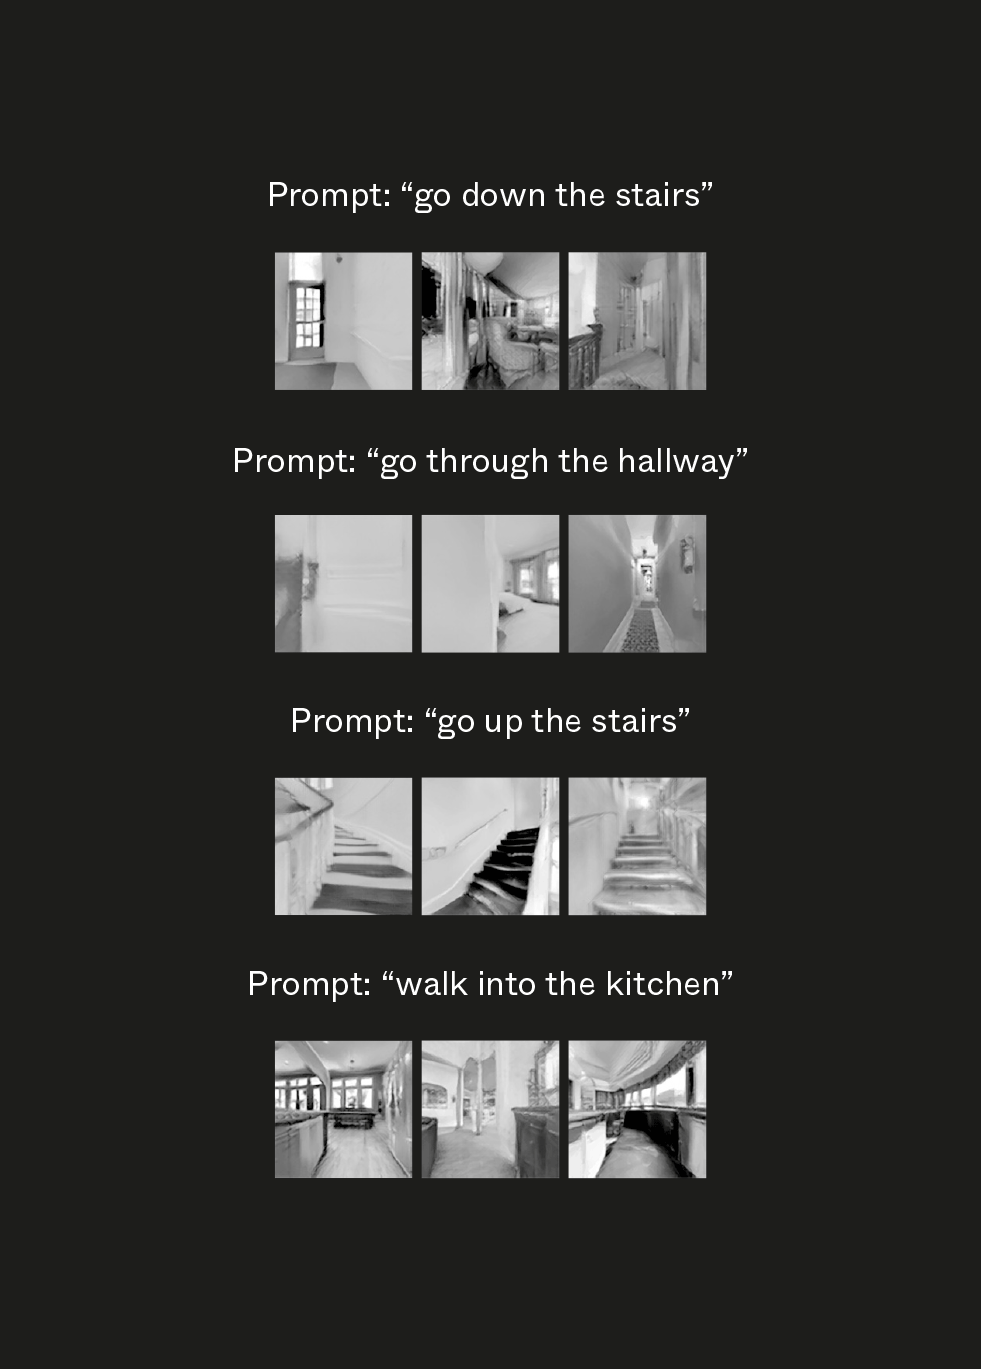 Prompt: “go down the stairs”
Prompt: “go through the hallway”
Prompt: “go up the stairs”
Prompt: “walk into the kitchen”